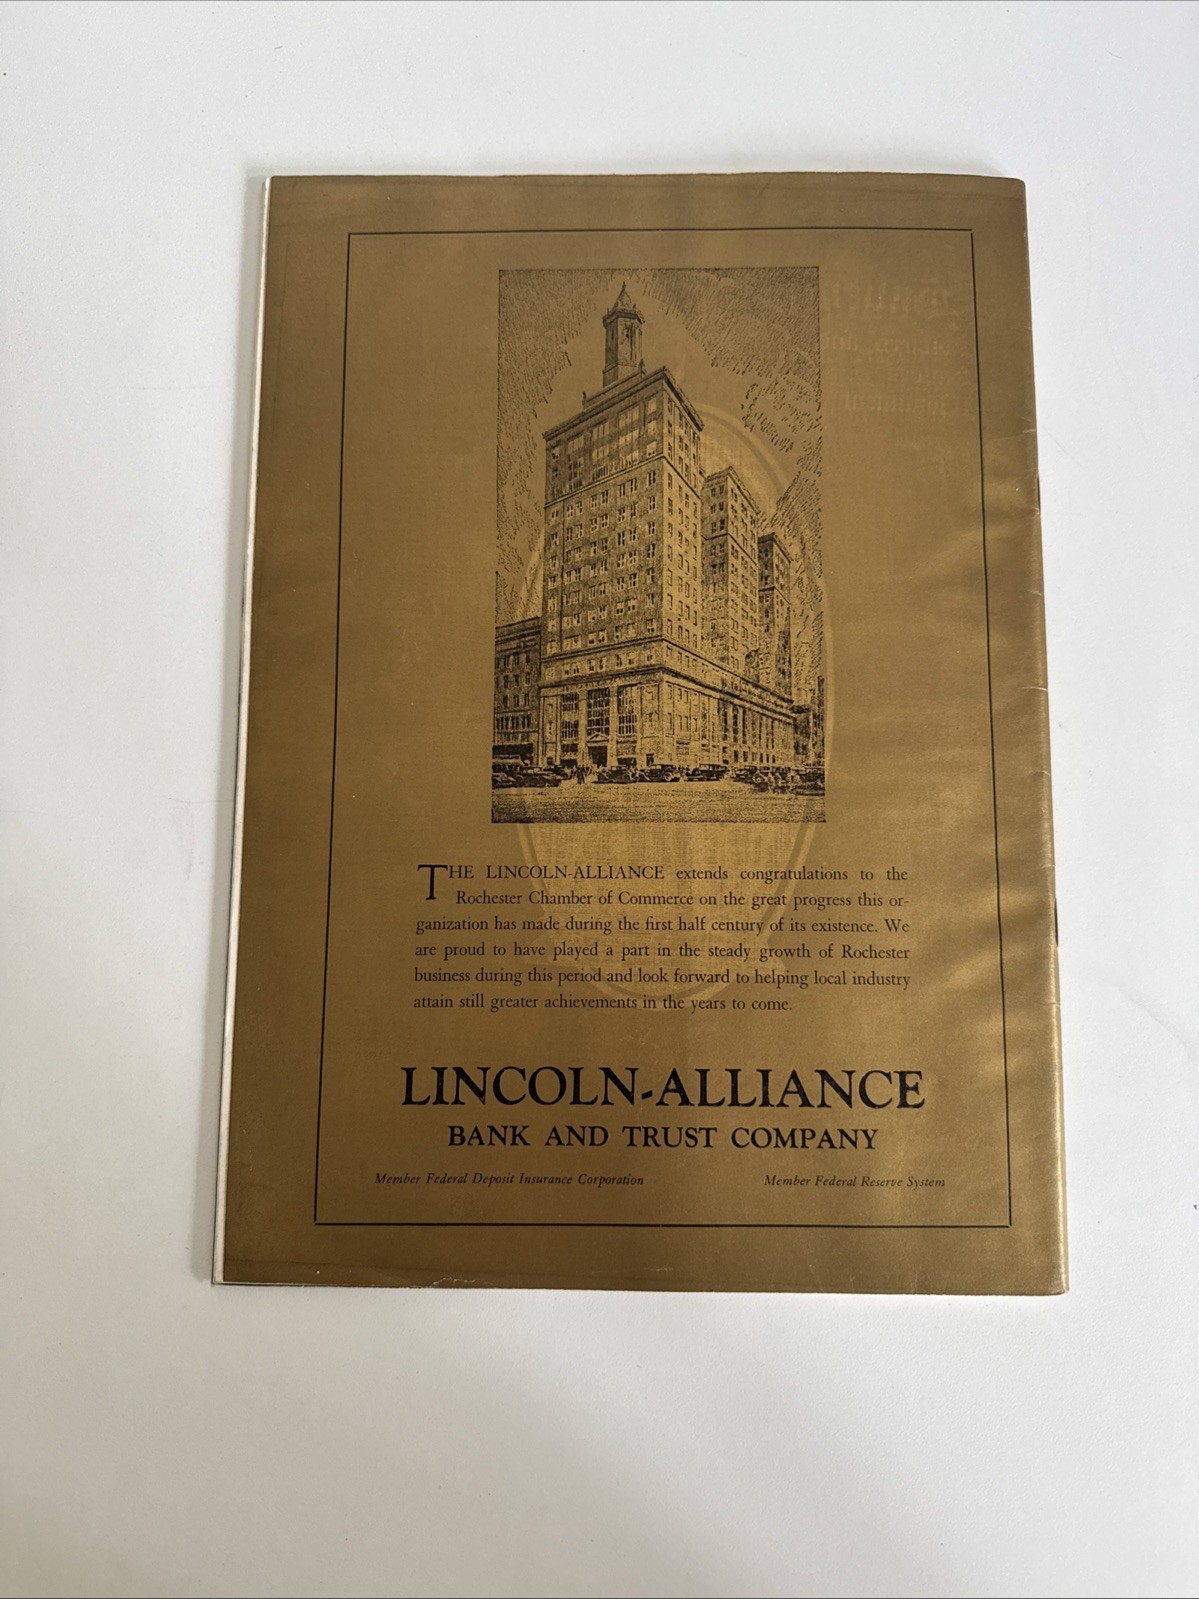 THE LINCOLN-ALLIANCE extends congratulations to the
Rochester Chamber of Commerce on the great progress this or-
ganization has made during the first half century of its existence. We
are proud to have played a part in the steady growth of Rochester
business during this period and look forward to helping local industry
attain still greater achievements in the years to come.
LINCOLN-ALLIANCE
BANK AND TRUST COMPANY
Member Federal Deposit Insurance Corporation Member Federal Reserve System